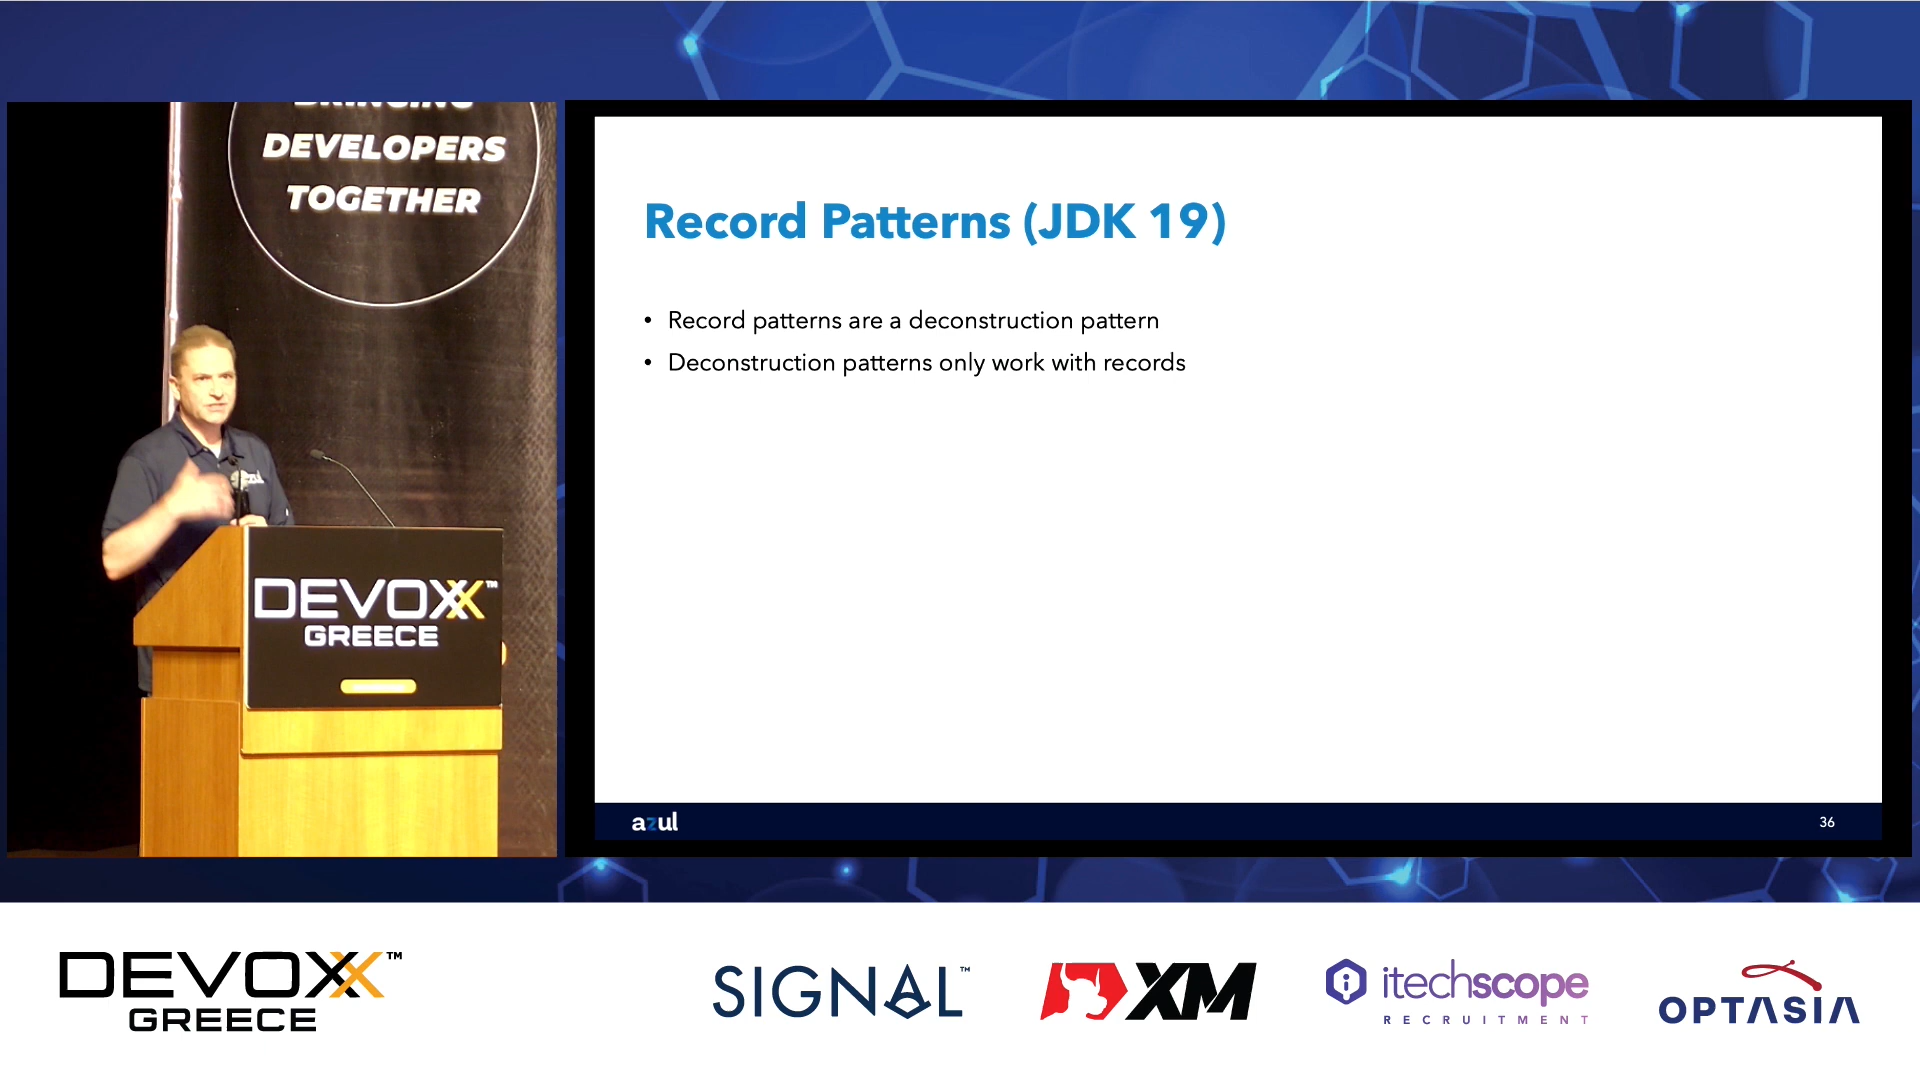 DEVELOPERS
TOGETHER
DEVOXX™
GREECE
Record Patterns (JDK 19)
• Record patterns are a deconstruction pattern
• Deconstruction patterns only work with records
azul
36
DEVOXX™
GREECE
SIGNAL™
XM
itechscope
RECRUITMENT
OPTASIA